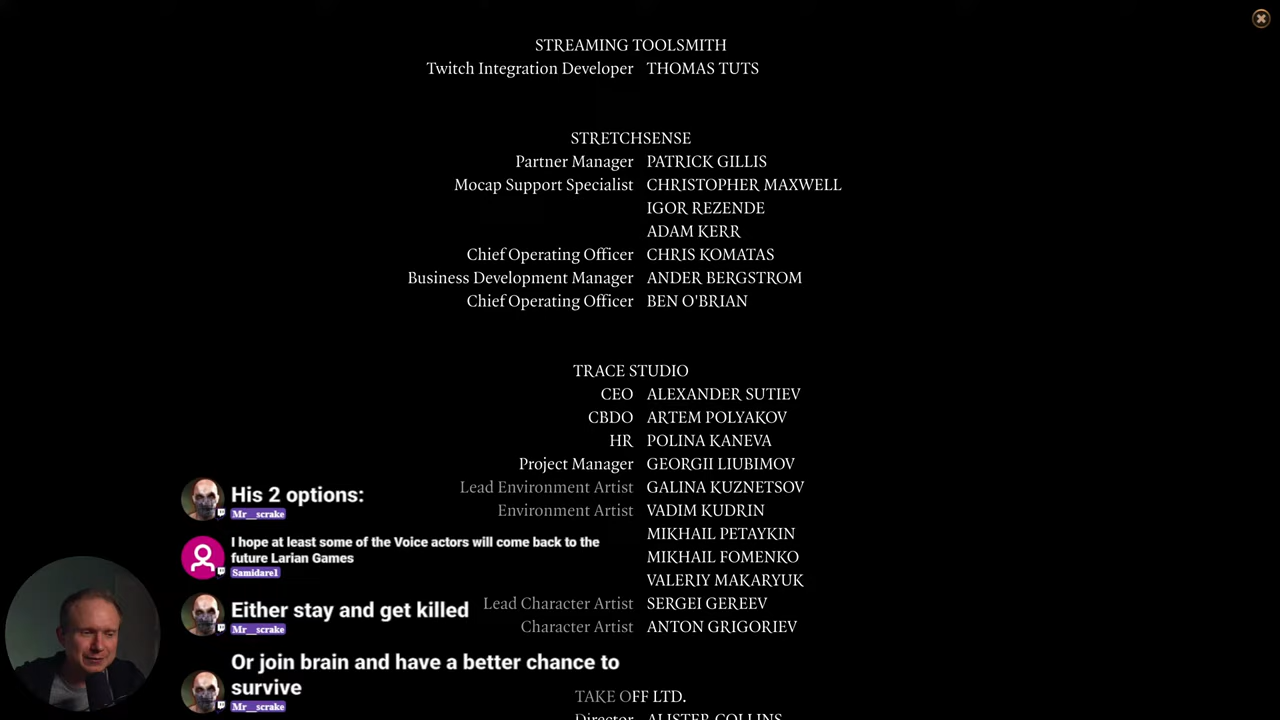 STREAMING TOOLSMITH
Twitch Integration Developer THOMAS TUTS
STRETCHSENSE
Partner Manager PATRICK GILLIS
Mocap Support Specialist CHRISTOPHER MAXWELL
IGOR REZENDE
ADAM KERR
Chief Operating Officer CHRIS KOMATAS
Business Development Manager ANDER BERGSTROM
Chief Operating Officer BEN O'BRIAN
TRACE STUDIO
CEO ALEXANDER SUTIEV
CBDO ARTEM POLYAKOV
HR POLINA KANEVA
Project Manager GEORGII LIUBIMOV
Lead Environment Artist GALINA KUZNETSOV
Environment Artist VADIM KUDRIN
MIKHAIL PETAYKIN
MIKHAIL FOMENKO
VALERIY MAKARYUK
Lead Character Artist SERGEI GEREEV
Character Artist ANTON GRIGORIEV
TAKE OFF LTD.
Director ALISTER COLLINS
His 2 options:
Mr__scrake
I hope at least some of the Voice actors will come back to the
future Larian Games
Samidare1
Either stay and get killed
Mr__scrake
Or join brain and have a better chance to
survive
Mr__scrake